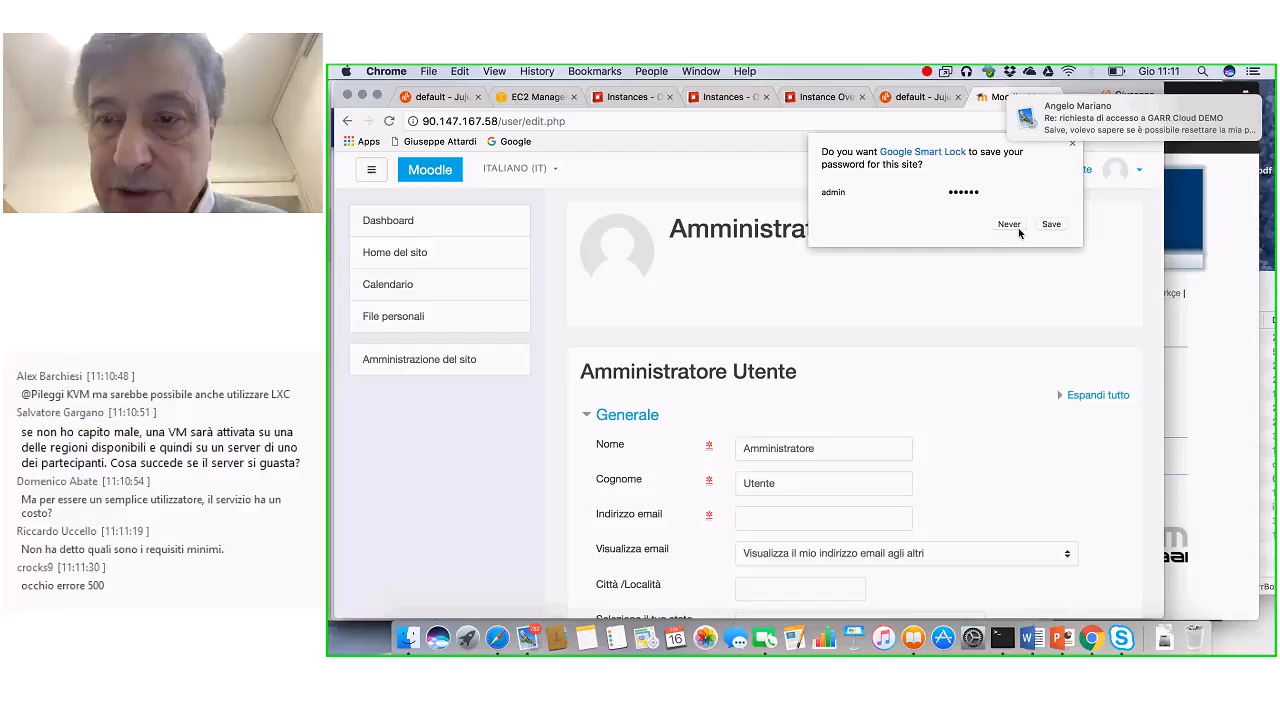 Chrome File Edit View History Bookmarks People Window Help
Gio 11:11
default - Juju
EC2 Manage
Instances - O
Instances - O
Instance Ove
default - Juju
90.147.167.58/user/edit.php
Angelo Mariano
Re: richiesta di accesso a GARR Cloud DEMO
Salve, volevo sapere se è possibile resettare la mia p...
Apps Giuseppe Attardi Google
Do you want Google Smart Lock to save your
password for this site?
admin ••••••
Never Save
Moodle ITALIANO (IT)
te
Dashboard
Home del sito
Calendario
File personali
Amministrazione del sito
Amministrat
Amministratore Utente
Espandi tutto
Generale
Nome Amministratore
Cognome Utente
Indirizzo email
Visualizza email Visualizza il mio indirizzo email agli altri
Città /Località
rkçe |
pdf
Alex Barchiesi [11:10:48 ]
@Pileggi KVM ma sarebbe possibile anche utilizzare LXC
Salvatore Gargano [11:10:51 ]
se non ho capito male, una VM sarà attivata su una
delle regioni disponibili e quindi su un server di uno
dei partecipanti. Cosa succede se il server si guasta?
Domenico Abate [11:10:54 ]
Ma per essere un semplice utilizzatore, il servizio ha un
costo?
Riccardo Uccello [11:11:19 ]
Non ha detto quali sono i requisiti minimi.
crocks9 [11:11:30 ]
occhio errore 500